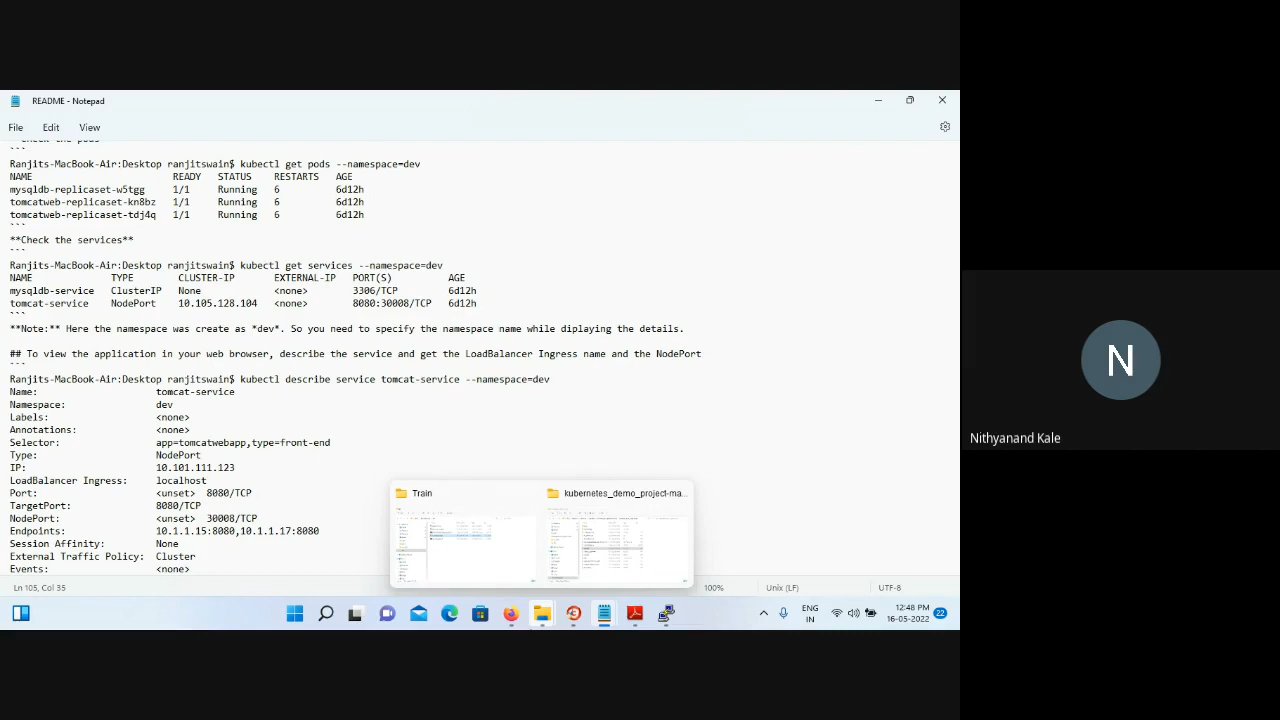 README - Notepad
File Edit View
**Check the pods**
```
Ranjits-MacBook-Air:Desktop ranjitswain$ kubectl get pods --namespace=dev
NAME READY STATUS RESTARTS AGE
mysqldb-replicaset-w5tgg 1/1 Running 6 6d12h
tomcatweb-replicaset-kn8bz 1/1 Running 6 6d12h
tomcatweb-replicaset-tdj4q 1/1 Running 6 6d12h
```
**Check the services**
```
Ranjits-MacBook-Air:Desktop ranjitswain$ kubectl get services --namespace=dev
NAME TYPE CLUSTER-IP EXTERNAL-IP PORT(S) AGE
mysqldb-service ClusterIP None <none> 3306/TCP 6d12h
tomcat-service NodePort 10.105.128.104 <none> 8080:30008/TCP 6d12h
```
**Note:** Here the namespace was create as *dev*. So you need to specify the namespace name while diplaying the details.
## To view the application in your web browser, describe the service and get the LoadBalancer Ingress name and the NodePort
```
Ranjits-MacBook-Air:Desktop ranjitswain$ kubectl describe service tomcat-service --namespace=dev
Name: tomcat-service
Namespace: dev
Labels: <none>
Annotations: <none>
Selector: app=tomcatwebapp,type=front-end
Type: NodePort
IP: 10.101.111.123
LoadBalancer Ingress: localhost
Port: <unset> 8080/TCP
TargetPort: 8080/TCP
NodePort: <unset> 30008/TCP
Endpoints: 10.1.1.15:8080,10.1.1.17:8080
Session Affinity: None
External Traffic Policy: Cluster
Events: <none>
Train
kubernetes_demo_project-ma...
Ln 105, Col 35
100%
Unix (LF)
UTF-8
ENG
IN
12:48 PM
16-05-2022
22
N
Nithyanand Kale